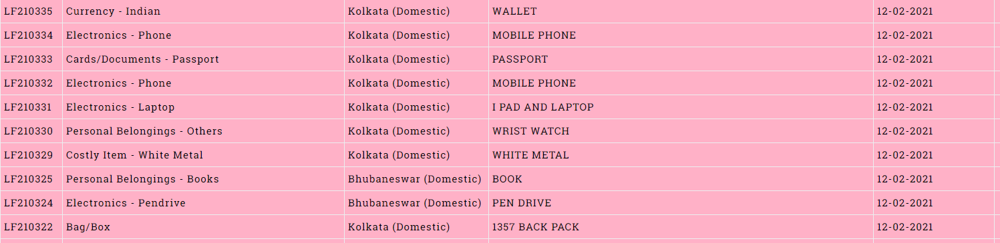 LF210335 Currency - Indian Kolkata (Domestic) WALLET 12-02-2021
LF210334 Electronics - Phone Kolkata (Domestic) MOBILE PHONE 12-02-2021
LF210333 Cards/Documents - Passport Kolkata (Domestic) PASSPORT 12-02-2021
LF210332 Electronics - Phone Kolkata (Domestic) MOBILE PHONE 12-02-2021
LF210331 Electronics - Laptop Kolkata (Domestic) I PAD AND LAPTOP 12-02-2021
LF210330 Personal Belongings - Others Kolkata (Domestic) WRIST WATCH 12-02-2021
LF210329 Costly Item - White Metal Kolkata (Domestic) WHITE METAL 12-02-2021
LF210325 Personal Belongings - Books Bhubaneswar (Domestic) BOOK 12-02-2021
LF210324 Electronics - Pendrive Bhubaneswar (Domestic) PEN DRIVE 12-02-2021
LF210322 Bag/Box Kolkata (Domestic) 1357 BACK PACK 12-02-2021